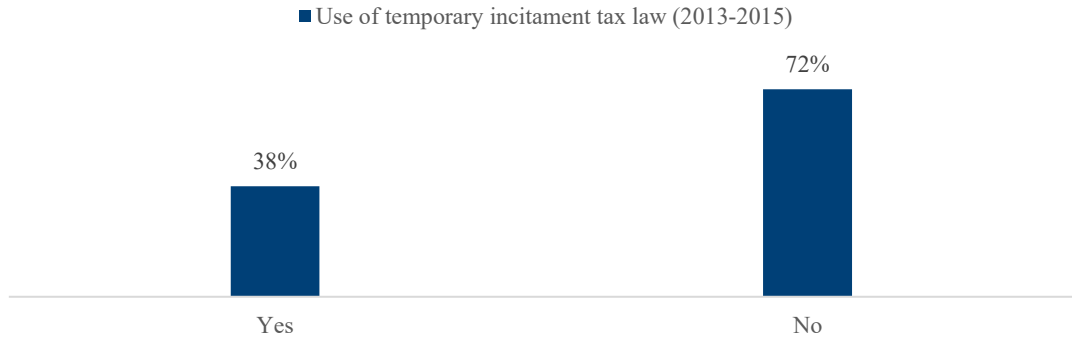 Use of temporary incitament tax law (2013-2015)
72%
38%
Yes
No